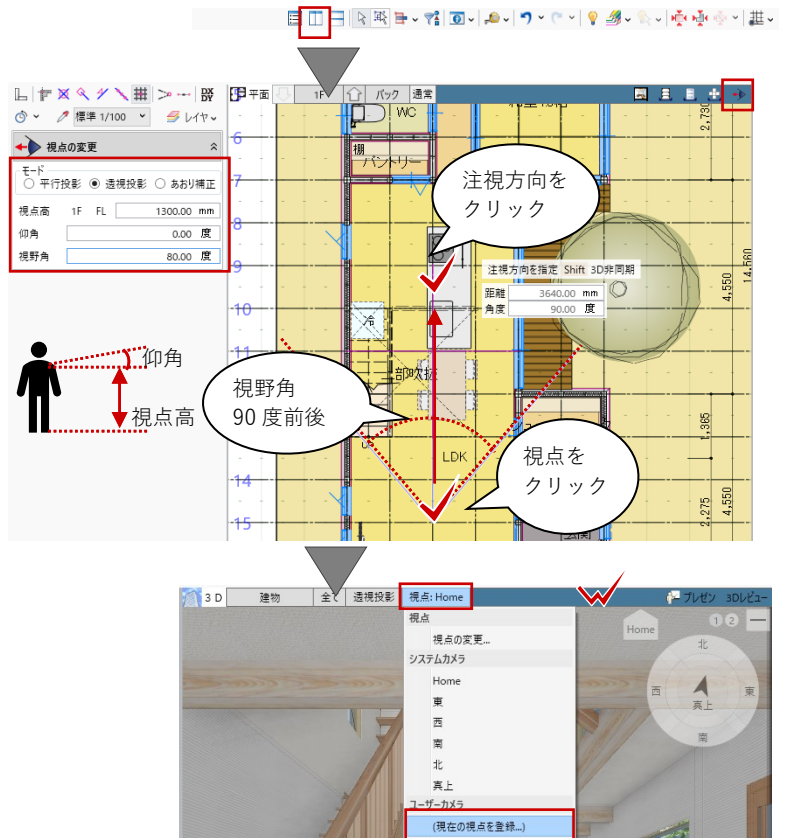 平面
1F
パック
通常
標準 1/100
レイヤ
視点の変更
モード
平行投影
透視投影
あおり補正
視点高 1F FL 1300.00 mm
仰角 0.00 度
視野角 80.00 度
仰角
視点高
WC
棚
パントリー
6
7
8
9
10
11
14
15
冷
部吹抜
LDK
2,730
4,550
14,560
1,365
2,275
4,550
注視方向を
クリック
注視方向を指定 Shift 3D非同期
距離 3640.00 mm
角度 90.00 度
視野角
90度前後
視点を
クリック
3D
建物
全て
透視投影
視点: Home
プレゼン
3Dレビュー
視点
視点の変更...
システムカメラ
Home
東
西
南
北
真上
ユーザーカメラ
(現在の視点を登録...)
Home
1 2
北
西
東
真上
南